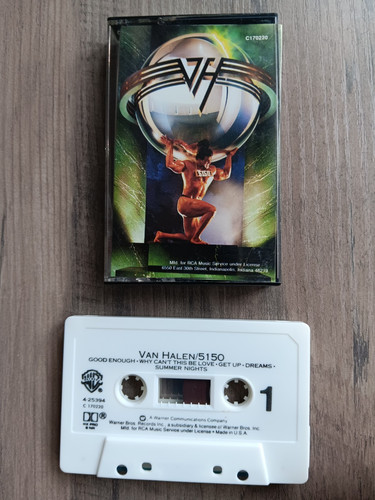 C170230
VH
5150
Mfd. for RCA Music Service under License
6550 East 30th Street, Indianapolis, Indiana 46219
VAN HALEN/5150
GOOD ENOUGH • WHY CAN'T THIS BE LOVE • GET UP • DREAMS •
SUMMER NIGHTS
A-25394
C 170230
1
A Warner Communications Company
Warner Bros. Records Inc., a subsidiary & licensee of Warner Bros. Inc.
Mfd. for RCA Music Service under License • Made in U.S.A.